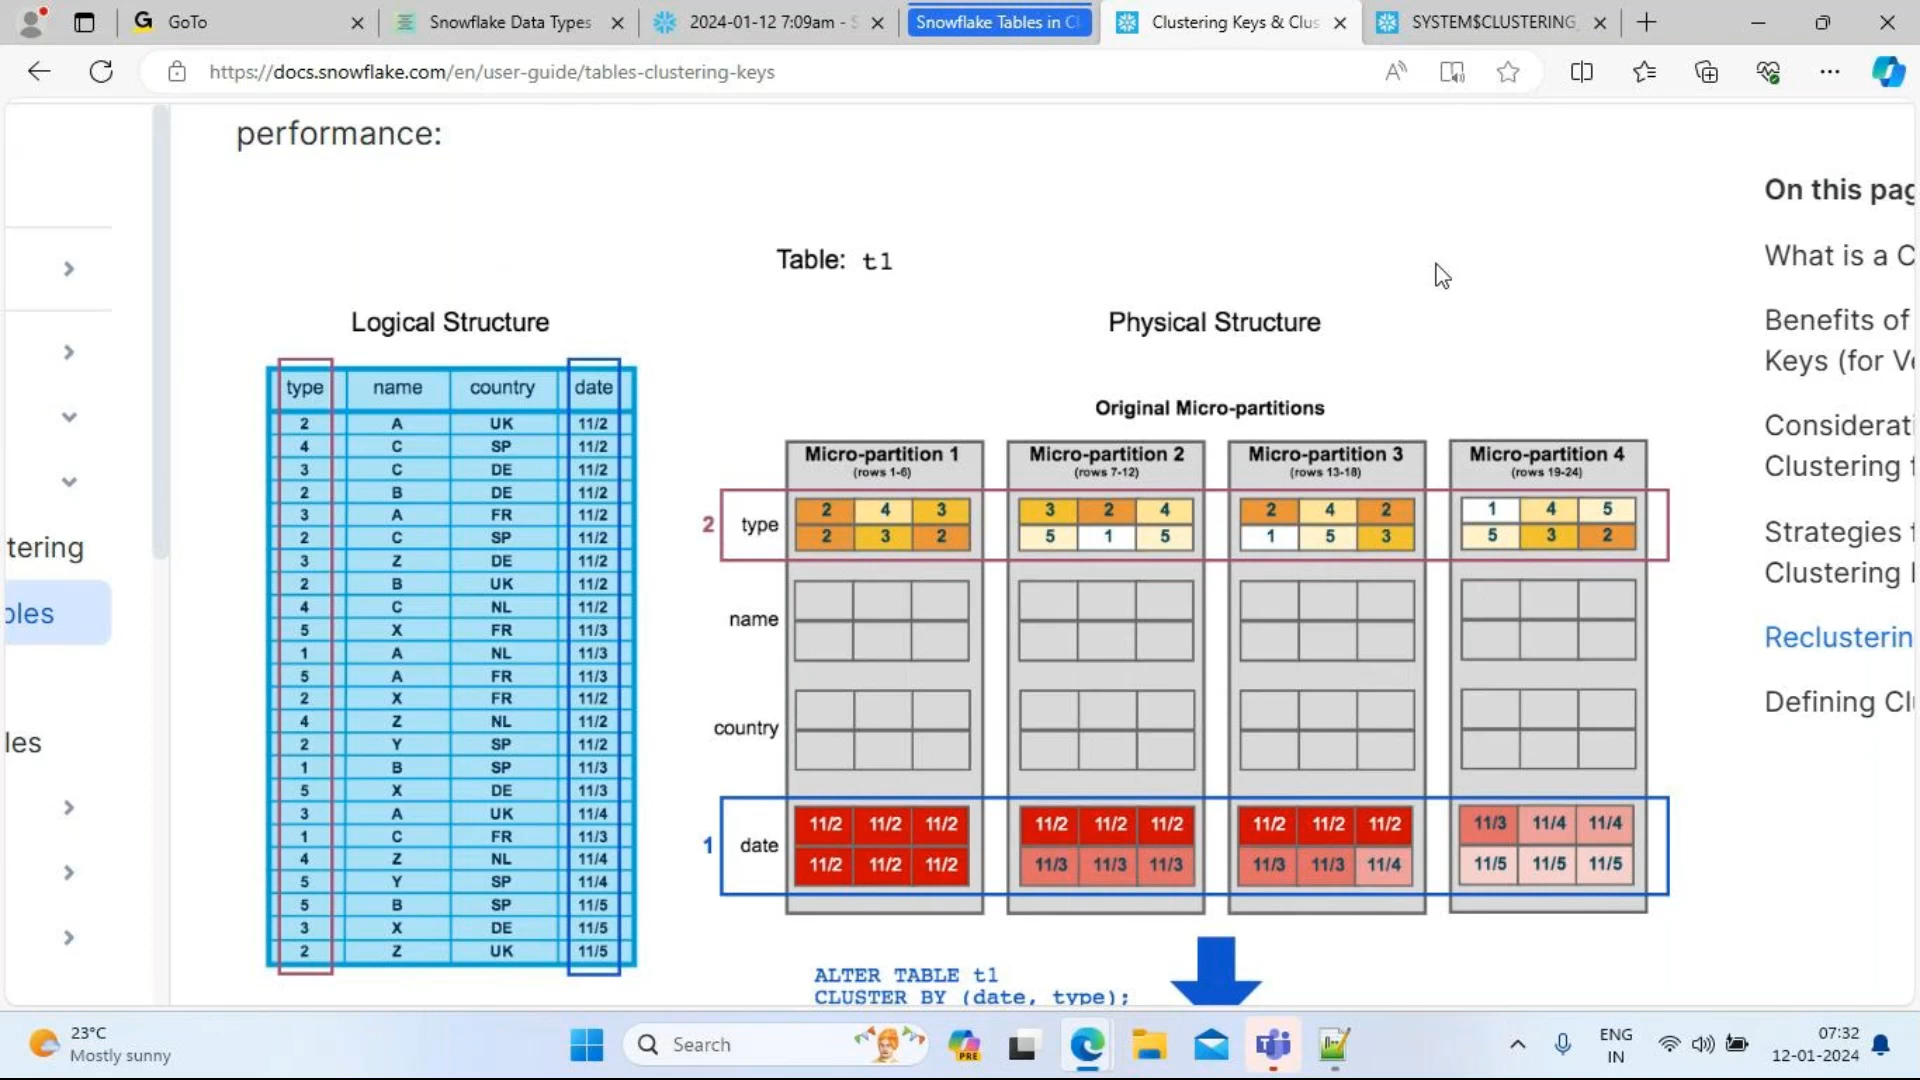 GoTo
Snowflake Data Types
2024-01-12 7:09am - S
Snowflake Tables in Cl
Clustering Keys & Clus
SYSTEM$CLUSTERING_
https://docs.snowflake.com/en/user-guide/tables-clustering-keys
performance:
On this pag
What is a C
Benefits of
Keys (for Ve
Considerati
Clustering f
Strategies f
Clustering
Reclusterin
Defining Cl
tering
bles
les
Table: t1
Logical Structure
type name country date
2 A UK 11/2
4 C SP 11/2
3 C DE 11/2
2 B DE 11/2
3 A FR 11/2
2 C SP 11/2
3 Z DE 11/2
2 B UK 11/2
4 C NL 11/2
5 X FR 11/3
1 A NL 11/3
5 A FR 11/3
2 X FR 11/2
4 Z NL 11/2
2 Y SP 11/2
1 B SP 11/3
5 X DE 11/3
3 A UK 11/4
1 C FR 11/3
4 Z NL 11/4
5 Y SP 11/4
5 B SP 11/5
3 X DE 11/5
2 Z UK 11/5
Physical Structure
Original Micro-partitions
Micro-partition 1 Micro-partition 2 Micro-partition 3 Micro-partition 4
(rows 1-6) (rows 7-12) (rows 13-18) (rows 19-24)
2 type
2 4 3 3 2 4 2 4 2 1 4 5
2 3 2 5 1 5 1 5 3 5 3 2
name
country
1 date
11/2 11/2 11/2 11/2 11/2 11/2 11/2 11/2 11/2 11/3 11/4 11/4
11/2 11/2 11/2 11/3 11/3 11/3 11/3 11/3 11/4 11/5 11/5 11/5
ALTER TABLE t1
CLUSTER BY (date, type);
23°C
Mostly sunny
Search
PRE
ENG
IN
07:32
12-01-2024